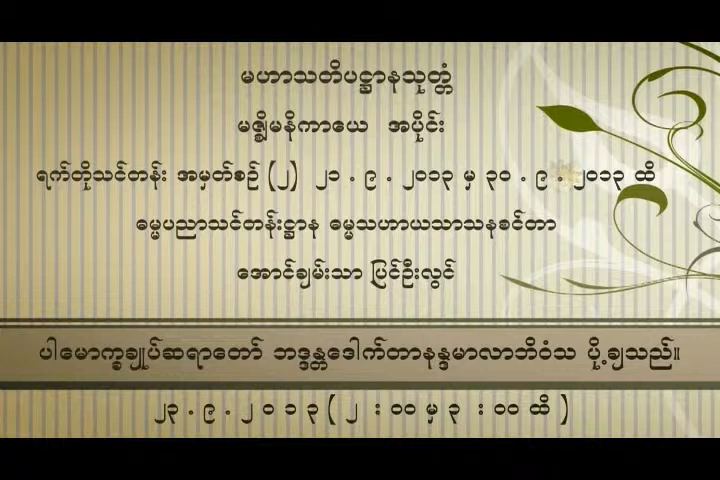 မဟာသတိပဋ္ဌာနသုတ္တံ
မဇ္ဈိမနိကာယေ အပိုင်း
ရက်တိုသင်တန်း အမှတ်စဉ် (၂) ၂၁ . ၉ . ၂၀၁၃ မှ ၃၀ . ၉ . ၂၀၁၃ ထိ
ဓမ္မပညာသင်တန်းဋ္ဌာန ဓမ္မသဟာယသာသနစင်တာ
အောင်ချမ်းသာ ပြင်ဦးလွင်
ပါမောက္ခချုပ်ဆရာတော် ဘဒ္ဒန္တဒေါက်တာနန္ဒမာလာဘိဝံသ ပို့ချသည်။
၂၃ . ၉ . ၂ ၀ ၁ ၃ ( ၂ : ၀၀ မှ ၃ : ၀၀ ထိ )